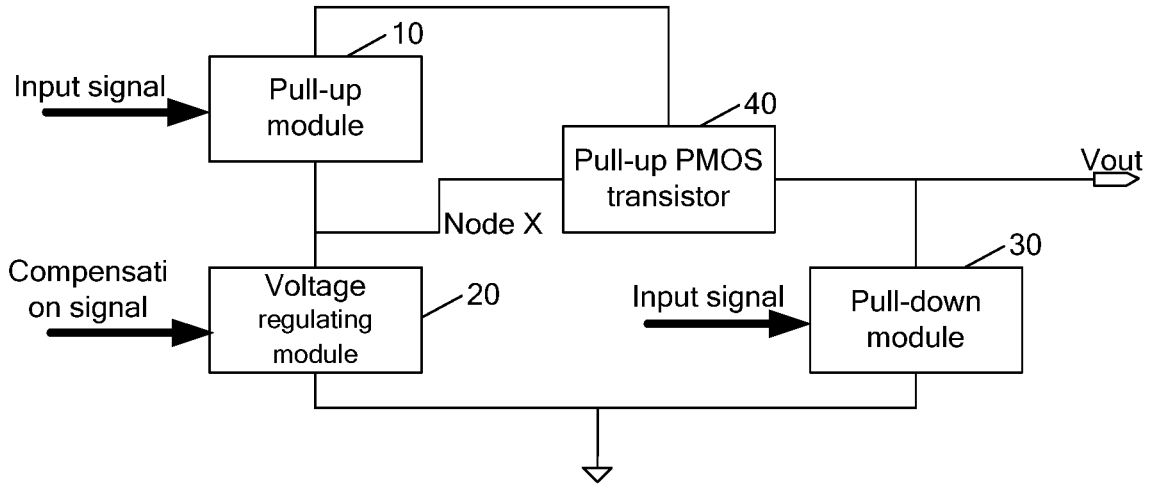 10
Input signal
Pull-up
module
40
Pull-up PMOS
transistor
Vout
Node X
30
Compensati
on signal
Voltage
regulating
module
20
Input signal
Pull-down
module